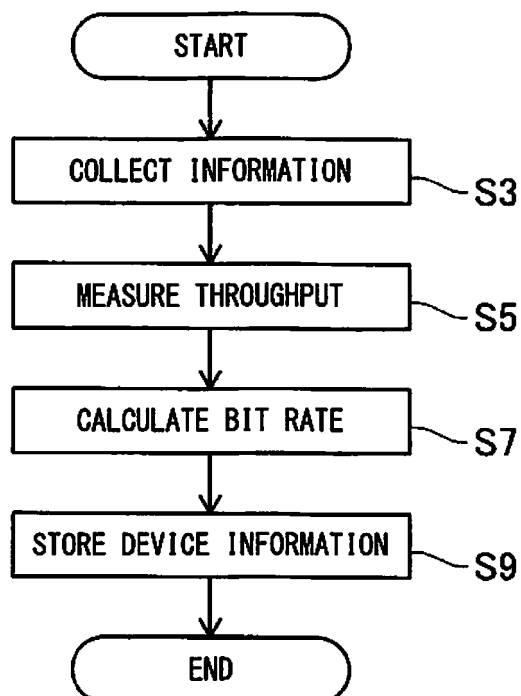 START
COLLECT INFORMATION
S3
MEASURE THROUGHPUT
S5
CALCULATE BIT RATE
S7
STORE DEVICE INFORMATION
S9
END